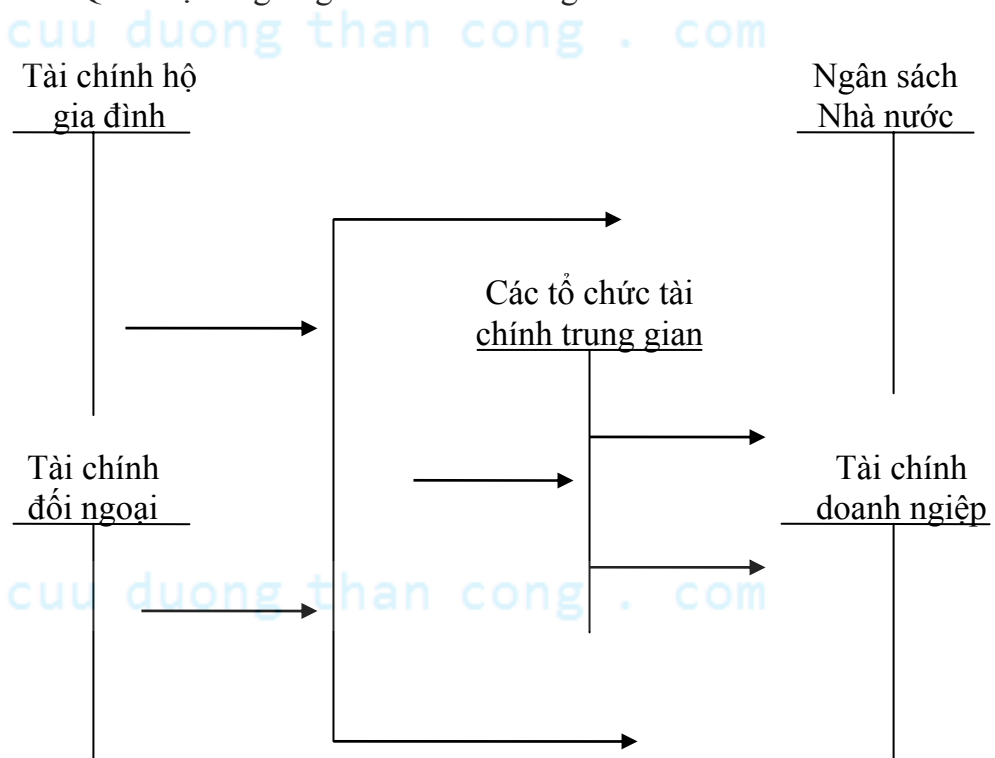 cuu duong than cong . com
Tài chính hộ
gia đình
Ngân sách
Nhà nước
Các tổ chức tài
chính trung gian
Tài chính
đối ngoại
Tài chính
doanh ngiệp
cuu duong than cong . com